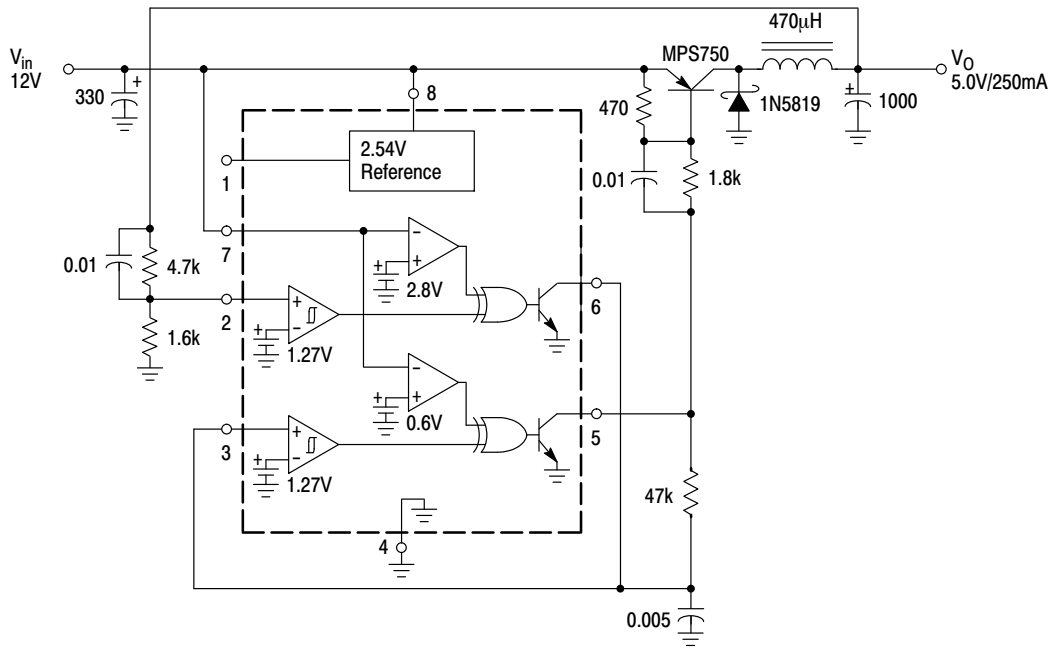 470µH
MPS750
Vin
12V
VO
5.0V/250mA
+
330
8
470
1N5819
+
1000
2.54V
Reference
1
0.01
1.8k
7
–
+
+
2.8V
0.01
4.7k
6
2
+
–
+
1.27V
1.6k
–
+
+
0.6V
5
3
+
–
+
1.27V
47k
4
0.005